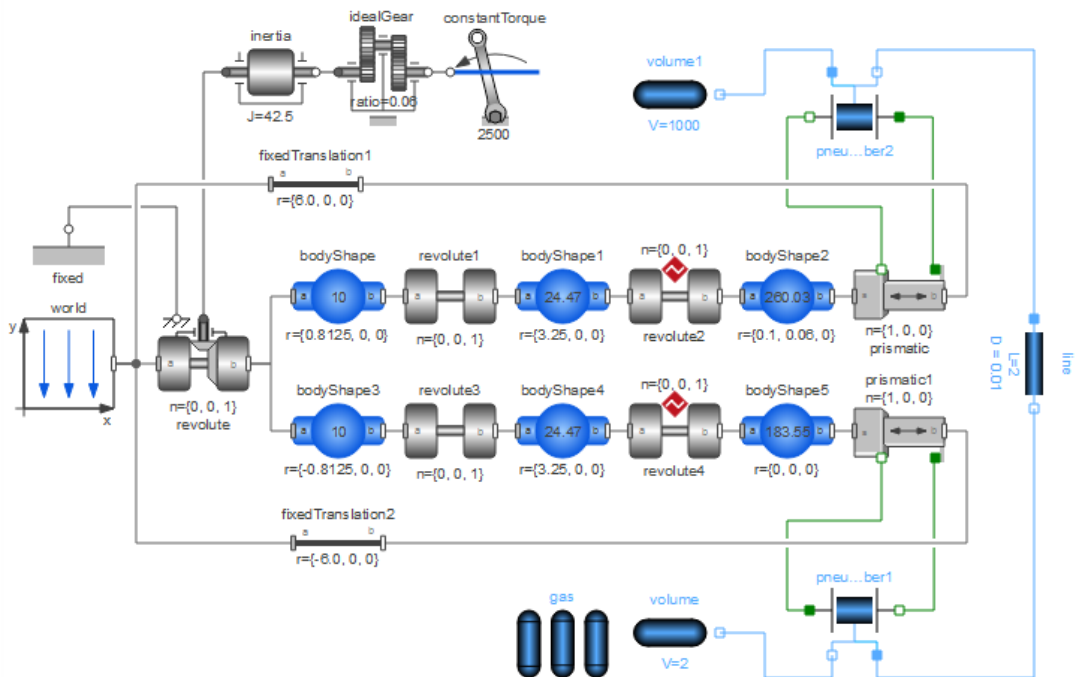 idealGear
constantTorque
inertia
ratio=0.06
J=42.5
2500
volume1
V=1000
pneu...ber2
fixedTranslation1
a b
r={6.0, 0, 0}
fixed
world
y
x
a b
n={0, 0, 1}
revolute
bodyShape
a 10 b
r={0.8125, 0, 0}
revolute1
a b
n={0, 0, 1}
bodyShape1
a 24.47 b
r={3.25, 0, 0}
n={0, 0, 1}
a b
revolute2
bodyShape2
a 260.03 b
r={0.1, 0.06, 0}
a b
n={1, 0, 0}
prismatic
line
L=2
D = 0.01
bodyShape3
a 10 b
r={-0.8125, 0, 0}
revolute3
a b
n={0, 0, 1}
bodyShape4
a 24.47 b
r={3.25, 0, 0}
n={0, 0, 1}
a b
revolute4
bodyShape5
a 183.55 b
r={0, 0, 0}
prismatic1
n={1, 0, 0}
a b
fixedTranslation2
a b
r={-6.0, 0, 0}
gas
volume
V=2
pneu...ber1